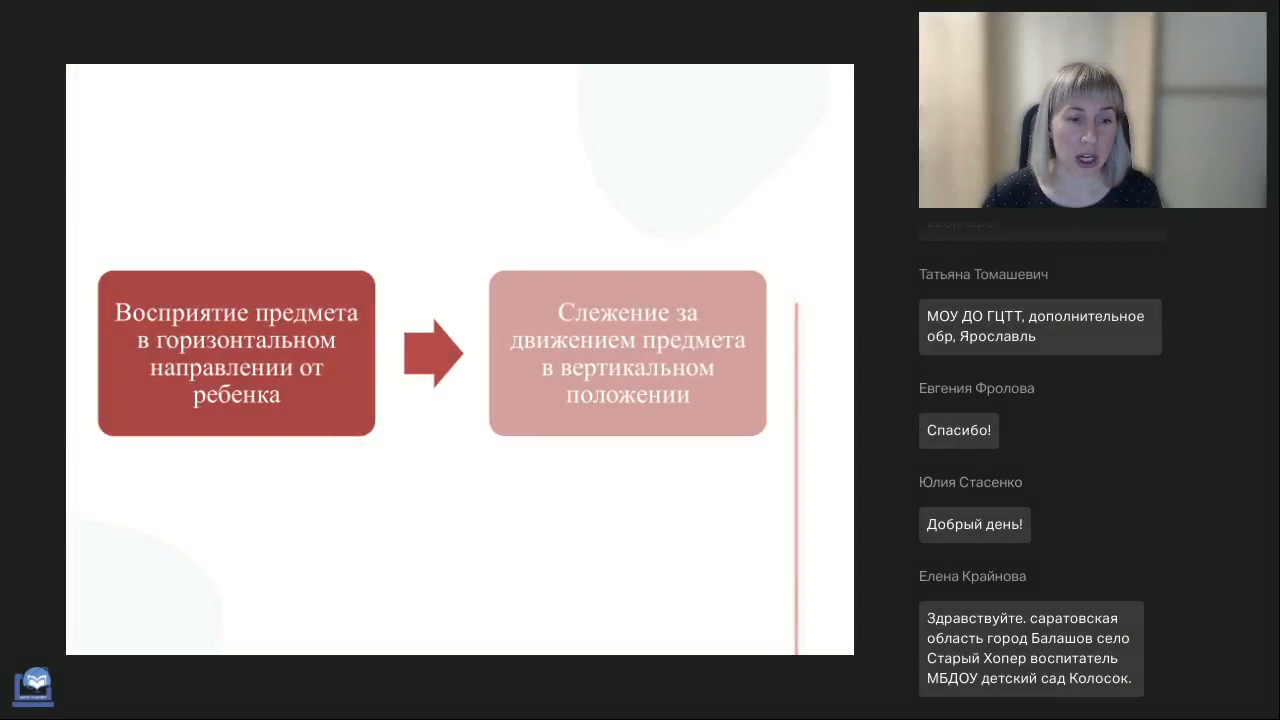 Восприятие предмета
в горизонтальном
направлении от
ребенка
Слежение за
движением предмета
в вертикальном
положении
Татьяна Томашевич
МОУ ДО ГЦТТ, дополнительное
обр, Ярославль
Евгения Фролова
Спасибо!
Юлия Стасенко
Добрый день!
Елена Крайнова
Здравствуйте. саратовская
область город Балашов село
Старый Хопер воспитатель
МБДОУ детский сад Колосок.